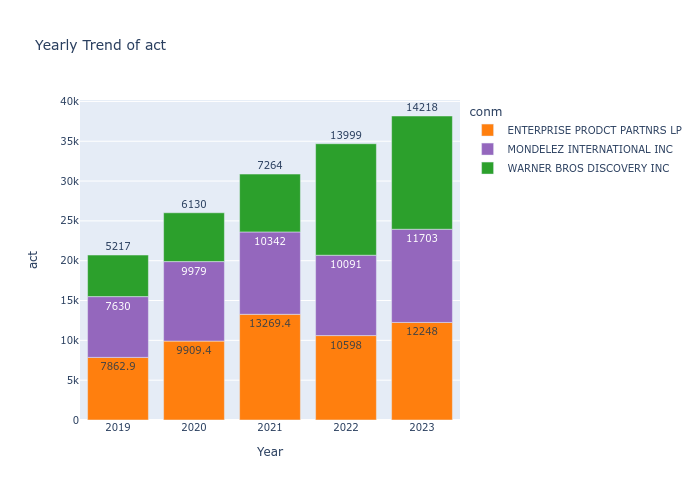 Yearly Trend of act
conm
ENTERPRISE PRODCT PARTNRS LP
MONDELEZ INTERNATIONAL INC
WARNER BROS DISCOVERY INC
act
40k
35k
30k
25k
20k
15k
10k
5k
0
5217
7630
7862.9
6130
9979
9909.4
7264
10342
13269.4
13999
10091
10598
14218
11703
12248
2019
2020
2021
2022
2023
Year